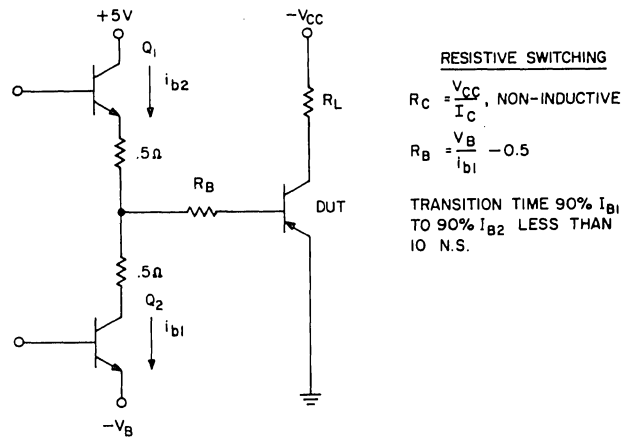 +5V
-VCC
Q1
ib2
RESISTIVE SWITCHING
RC = VCC/IC, NON-INDUCTIVE
RL
.5Ω
RB = VB/ib1 -0.5
RB
DUT
TRANSITION TIME 90% IB1
TO 90% IB2 LESS THAN
10 N.S.
.5Ω
Q2
ib1
-VB